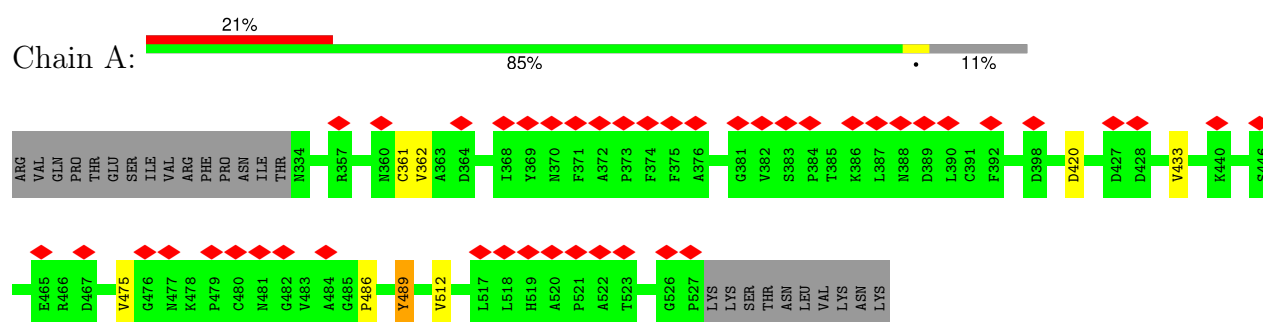 21%
Chain A:
85% • 11%
ARG VAL GLN PRO THR GLU SER ILE VAL ARG PHE PRO ASN ILE THR N334 R357 N360 C361 V362 A363 D364 I368 Y369 N370 F371 A372 P373 F374 F375 A376 G381 V382 S383 P384 T385 K386 L387 N388 D389 L390 C391 F392 D398 D420 D427 D428 V433 K440 S446
E465 R466 D467 V475 G476 N477 K478 P479 C480 N481 G482 V483 A484 G485 P486 Y489 V512 L517 L518 H519 A520 P521 A522 T523 G526 P527 LYS LYS SER THR ASN LEU VAL LYS ASN LYS